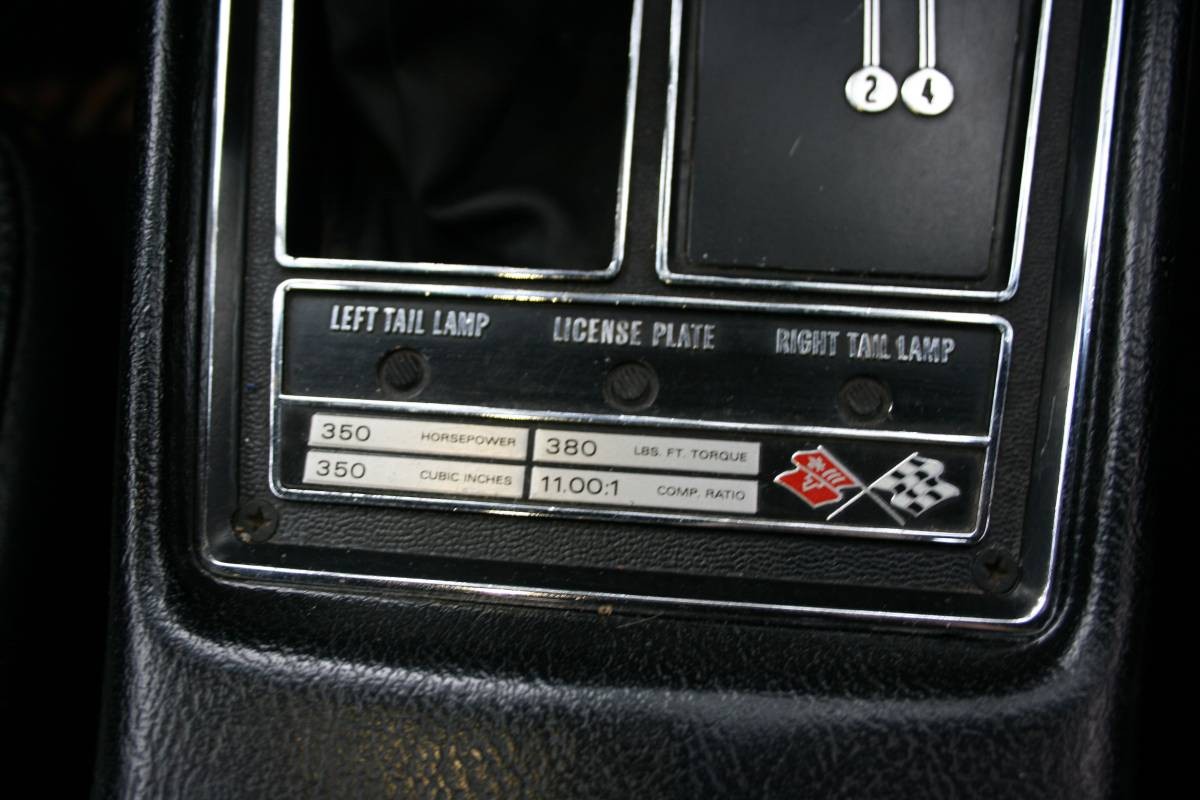 2 4
LEFT TAIL LAMP LICENSE PLATE RIGHT TAIL LAMP
350 HORSEPOWER 380 LBS. FT. TORQUE
350 CUBIC INCHES 11.00:1 COMP. RATIO